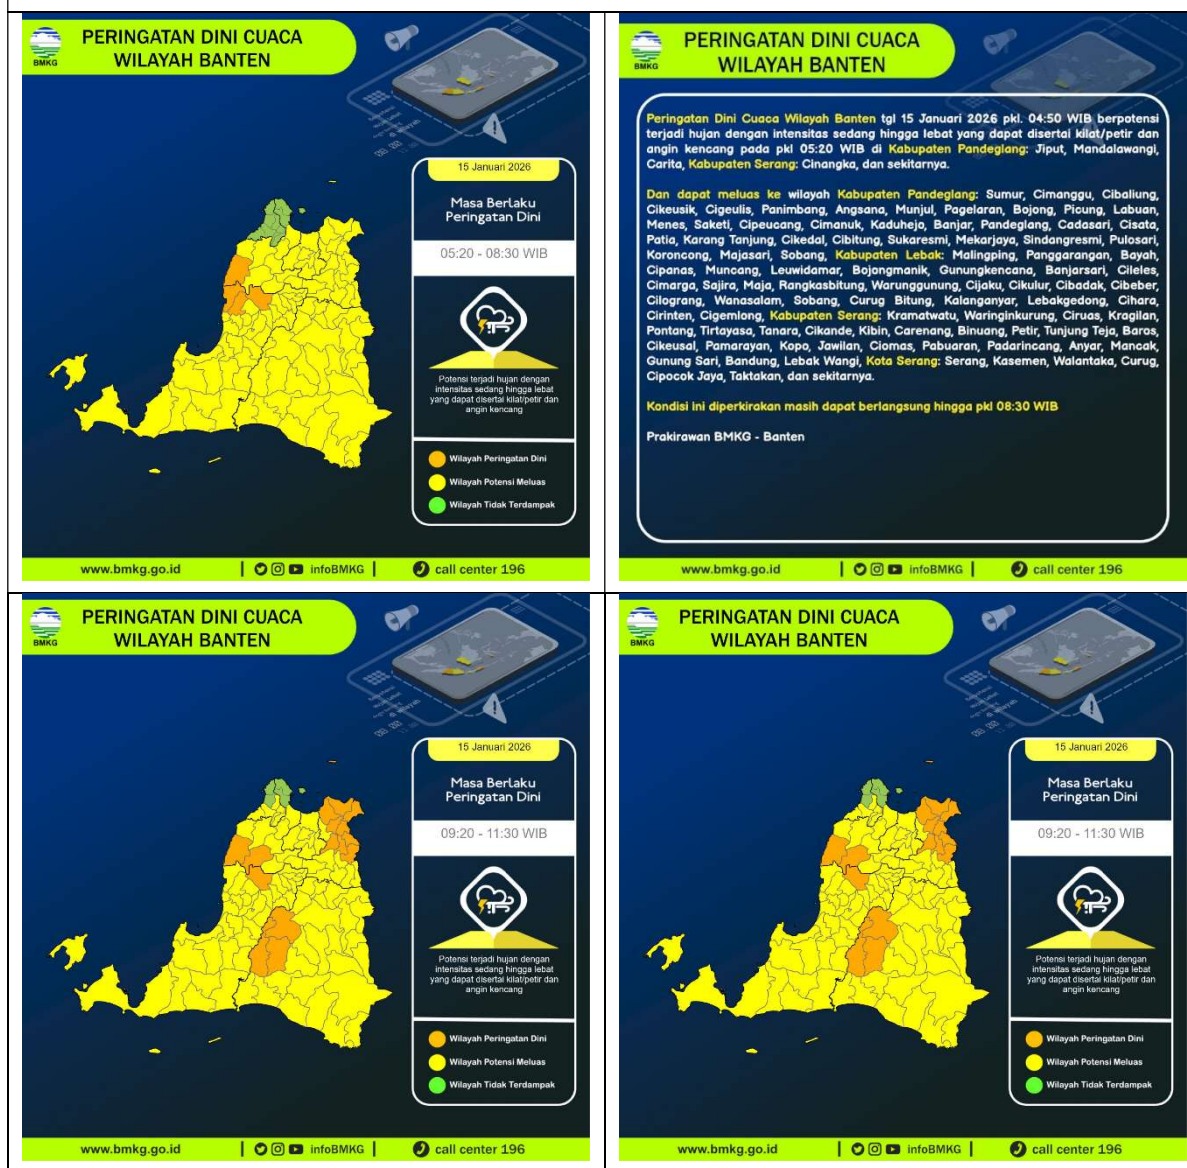 PERINGATAN DINI CUACA
WILAYAH BANTEN
BMKG
15 Januari 2026
Masa Berlaku
Peringatan Dini
05:20 - 08:30 WIB
Potensi terjadi hujan dengan
intensitas sedang hingga lebat
yang dapat disertai kilat/petir dan
angin kencang
Wilayah Peringatan Dini
Wilayah Potensi Meluas
Wilayah Tidak Terdampak
www.bmkg.go.id
infoBMKG
call center 196
PERINGATAN DINI CUACA
WILAYAH BANTEN
BMKG
Peringatan Dini Cuaca Wilayah Banten tgl 15 Januari 2026 pkl. 04:50 WIB berpotensi
terjadi hujan dengan intensitas sedang hingga lebat yang dapat disertai kilat/petir dan
angin kencang pada pkl 05:20 WIB di Kabupaten Pandeglang: Jiput, Mandalawangi,
Carita, Kabupaten Serang: Cinangka, dan sekitarnya.
Dan dapat meluas ke wilayah Kabupaten Pandeglang: Sumur, Cimanggu, Cibaliung,
Cikeusik, Cigeulis, Panimbang, Angsana, Munjul, Pagelaran, Bojong, Picung, Labuan,
Menes, Saketi, Cipeucang, Cimanuk, Kaduhejo, Banjar, Pandeglang, Cadasari, Cisata,
Patia, Karang Tanjung, Cikedal, Cibitung, Sukaresmi, Mekarjaya, Sindangresmi, Pulosari,
Koroncong, Majasari, Sobang, Kabupaten Lebak: Malingping, Panggarangan, Bayah,
Cipanas, Muncang, Leuwidamar, Bojongmanik, Gunungkencana, Banjarsari, Cileles,
Cimarga, Sajira, Maja, Rangkasbitung, Warunggunung, Cijaku, Cikulur, Cibadak, Cibeber,
Cilograng, Wanasalam, Sobang, Curug Bitung, Kalanganyar, Lebakgedong, Cihara,
Cirinten, Cigemlong, Kabupaten Serang: Kramatwatu, Waringinkurung, Ciruas, Kragilan,
Pontang, Tirtayasa, Tanara, Cikande, Kibin, Carenang, Binuang, Petir, Tunjung Teja, Baros,
Cikeusal, Pamarayan, Kopo, Jawilan, Ciomas, Pabuaran, Padarincang, Anyar, Mancak,
Gunung Sari, Bandung, Lebak Wangi, Kota Serang: Serang, Kasemen, Walantaka, Curug,
Cipocok Jaya, Taktakan, dan sekitarnya.
Kondisi ini diperkirakan masih dapat berlangsung hingga pkl 08:30 WIB
Prakirawan BMKG - Banten
www.bmkg.go.id
infoBMKG
call center 196
PERINGATAN DINI CUACA
WILAYAH BANTEN
BMKG
15 Januari 2026
Masa Berlaku
Peringatan Dini
09:20 - 11:30 WIB
Potensi terjadi hujan dengan
intensitas sedang hingga lebat
yang dapat disertai kilat/petir dan
angin kencang
Wilayah Peringatan Dini
Wilayah Potensi Meluas
Wilayah Tidak Terdampak
www.bmkg.go.id
infoBMKG
call center 196
PERINGATAN DINI CUACA
WILAYAH BANTEN
BMKG
15 Januari 2026
Masa Berlaku
Peringatan Dini
09:20 - 11:30 WIB
Potensi terjadi hujan dengan
intensitas sedang hingga lebat
yang dapat disertai kilat/petir dan
angin kencang
Wilayah Peringatan Dini
Wilayah Potensi Meluas
Wilayah Tidak Terdampak
www.bmkg.go.id
infoBMKG
call center 196